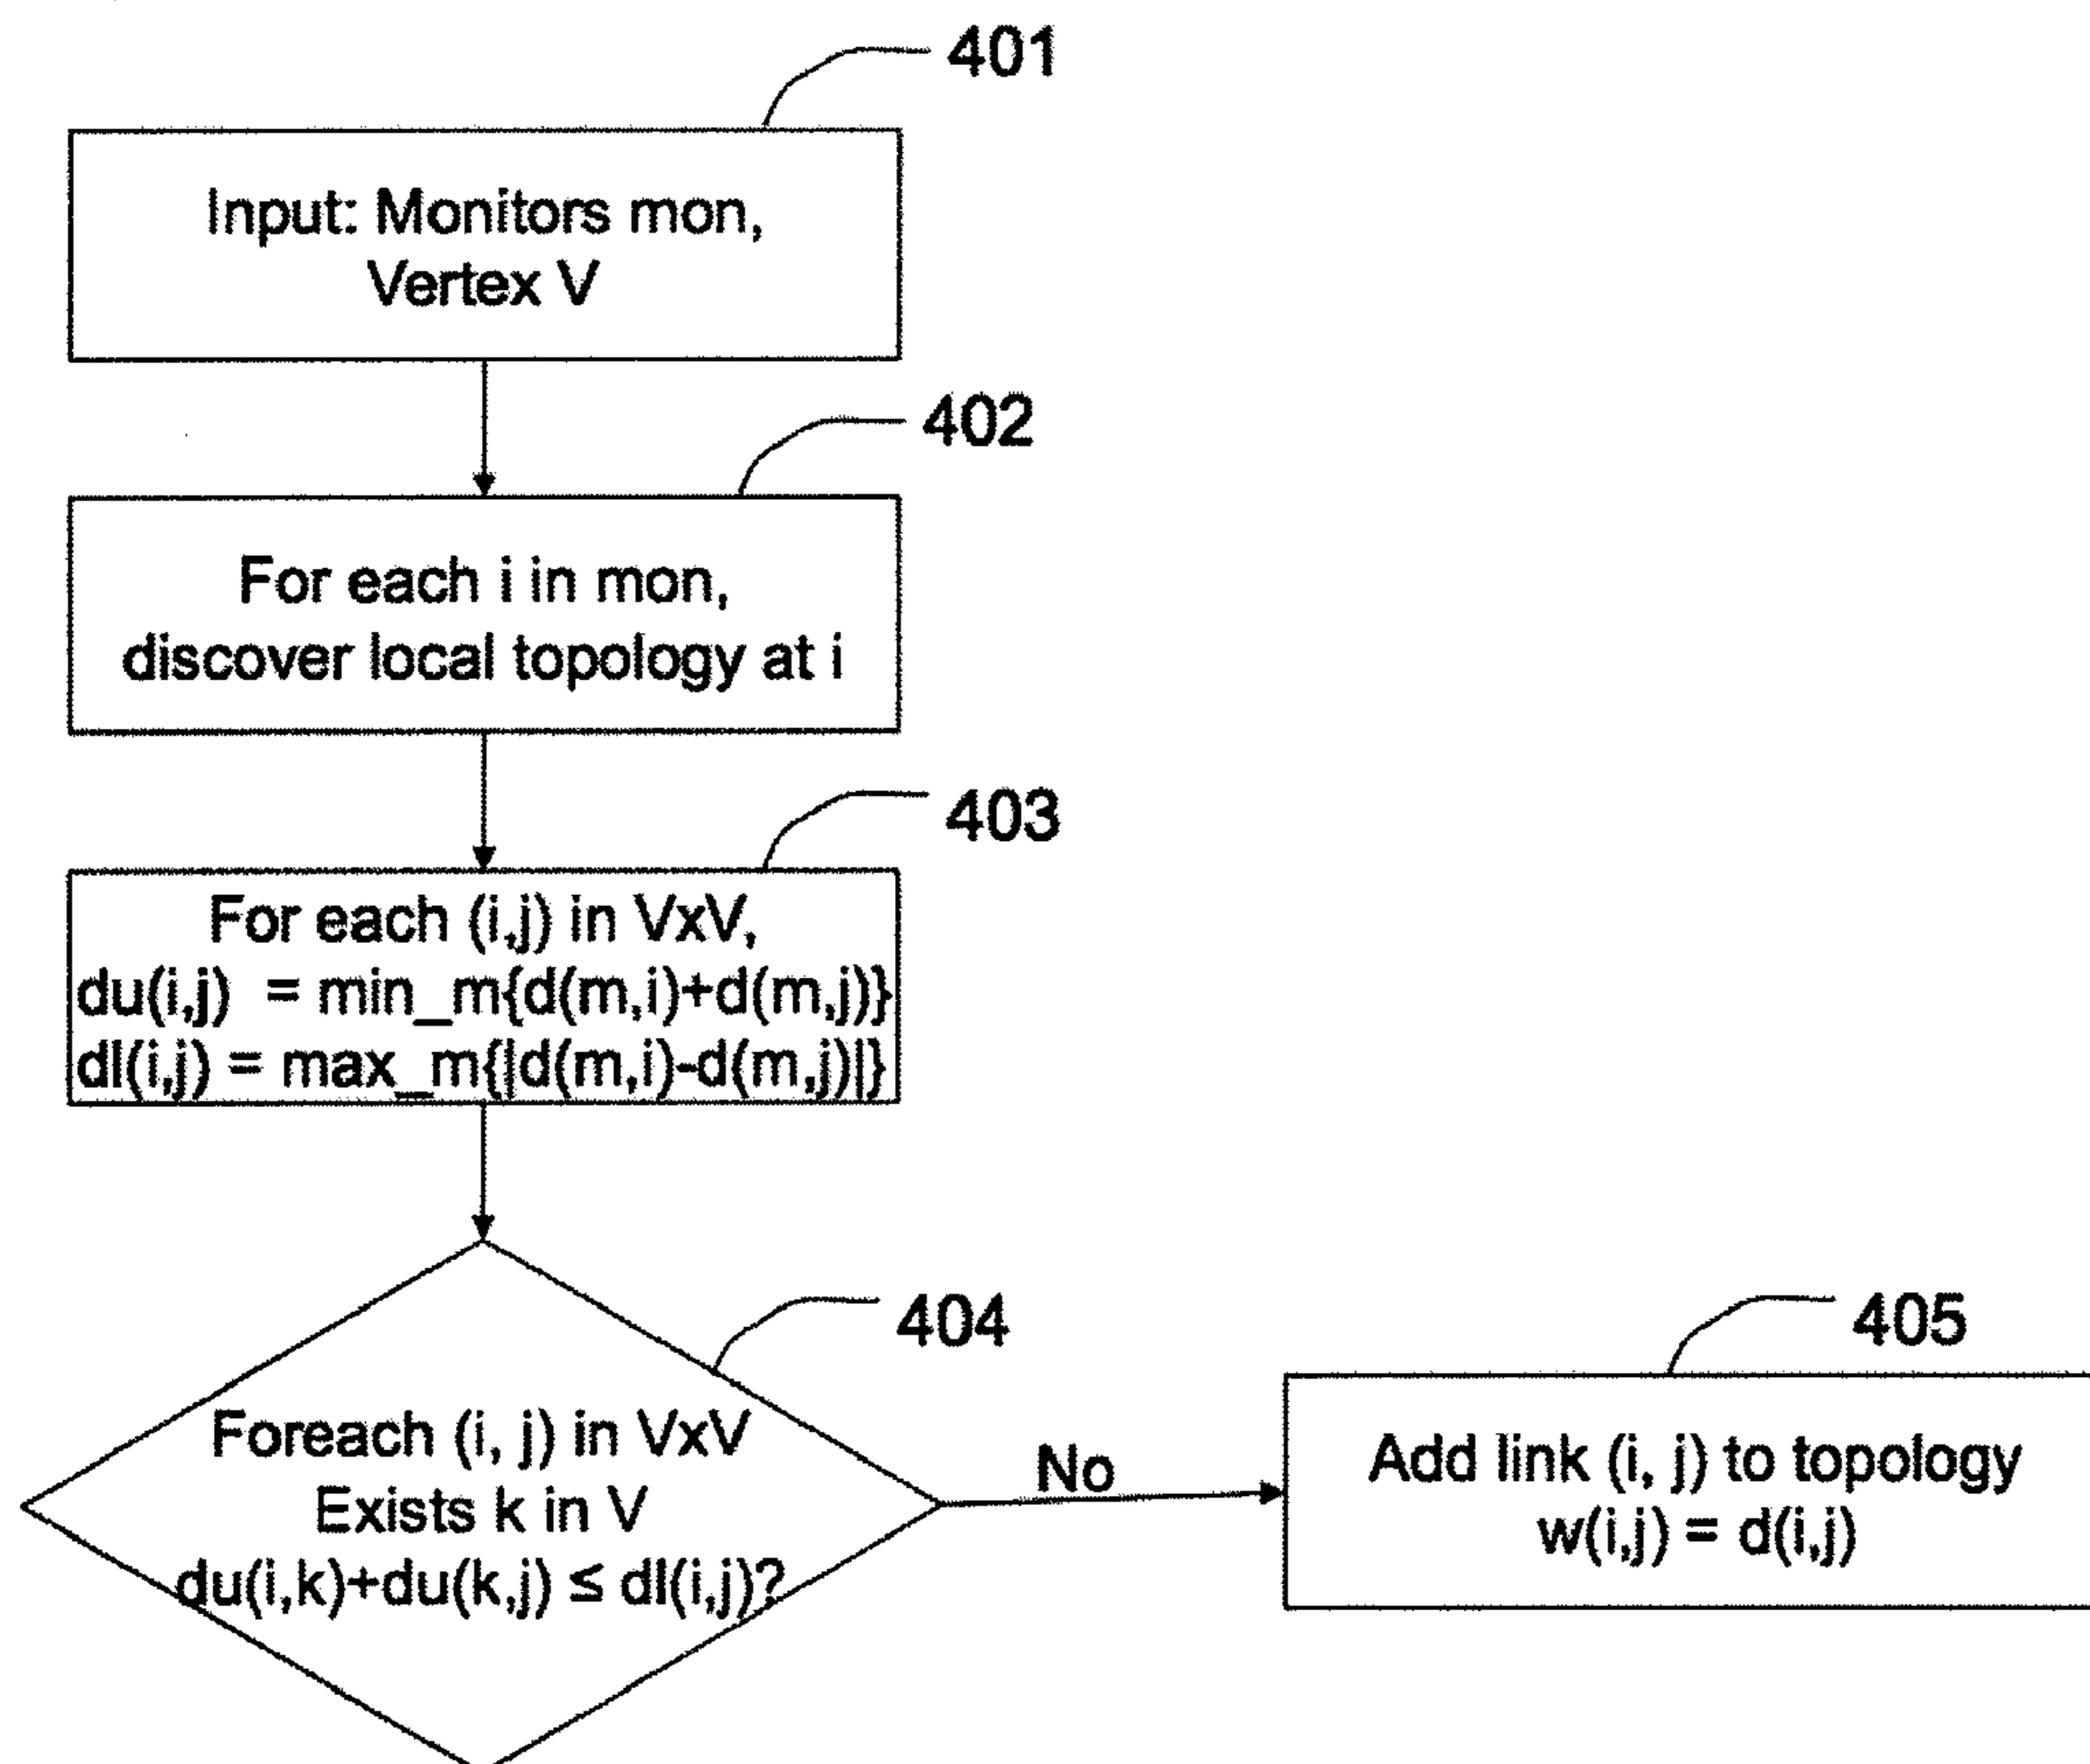 401
Input: Monitors mon,
Vertex V
402
For each i in mon,
discover local topology at i
403
For each (i,j) in VxV,
du(i,j) = min_m{d(m,i)+d(m,j)}
dl(i,j) = max_m{|d(m,i)-d(m,j)|}
404
Foreach (i, j) in VxV
Exists k in V
du(i,k)+du(k,j) ≤ dl(i,j)?
No
405
Add link (i, j) to topology
w(i,j) = d(i,j)